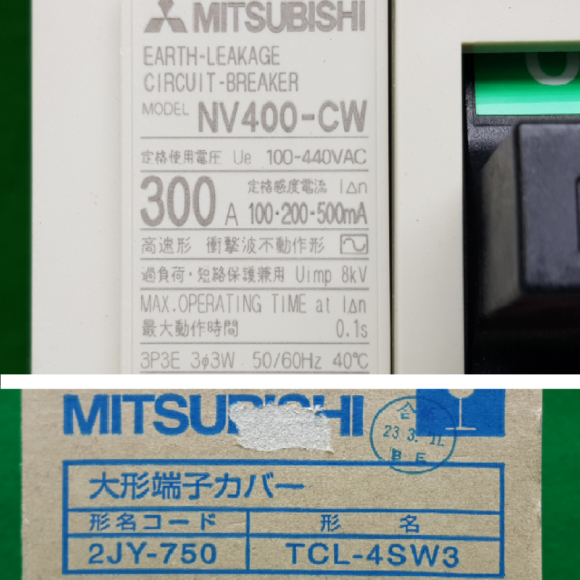 MITSUBISHI
EARTH-LEAKAGE
CIRCUIT-BREAKER
MODEL NV400-CW
定格使用電圧 Ue 100-440VAC
300 A 定格感度電流 I△n
100·200·500mA
高速形 衝撃波不動作形
過負荷・短絡保護兼用 Uimp 8kV
MAX.OPERATING TIME at I△n
最大動作時間 0.1s
3P3E 3φ3W 50/60Hz 40℃
MITSUBISHI
23 3. 11.
大形端子カバー
形名コード 形名
2JY-750 TCL-4SW3